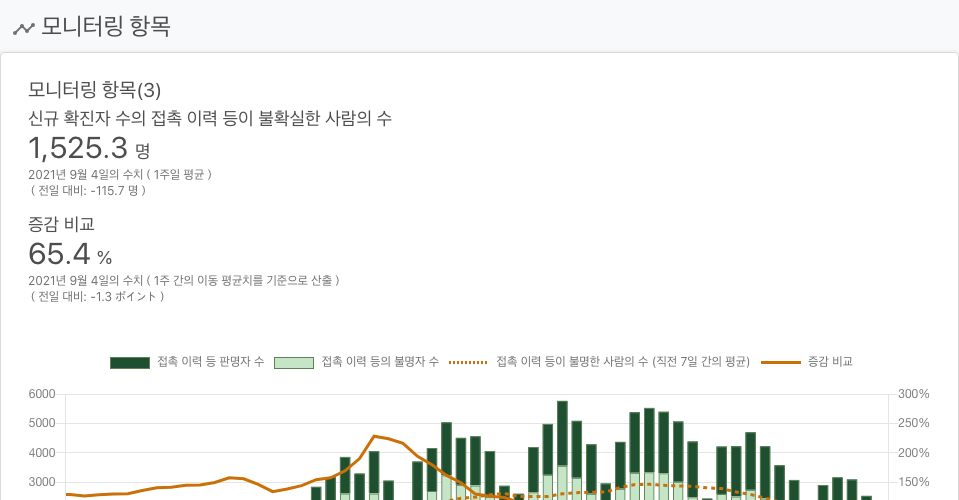 모니터링 항목
모니터링 항목(3)
신규 확진자 수의 접촉 이력 등이 불확실한 사람의 수
1,525.3 명
2021년 9월 4일의 수치 ( 1주일 평균 )
( 전일 대비: -115.7 명 )
증감 비교
65.4 %
2021년 9월 4일의 수치 ( 1주 간의 이동 평균치를 기준으로 산출 )
( 전일 대비: -1.3 ポイント )
접촉 이력 등 판명자 수 접촉 이력 등의 불명자 수 접촉 이력 등이 불명한 사람의 수 (직전 7일 간의 평균) 증감 비교
6000 300%
5000 250%
4000 200%
3000 150%